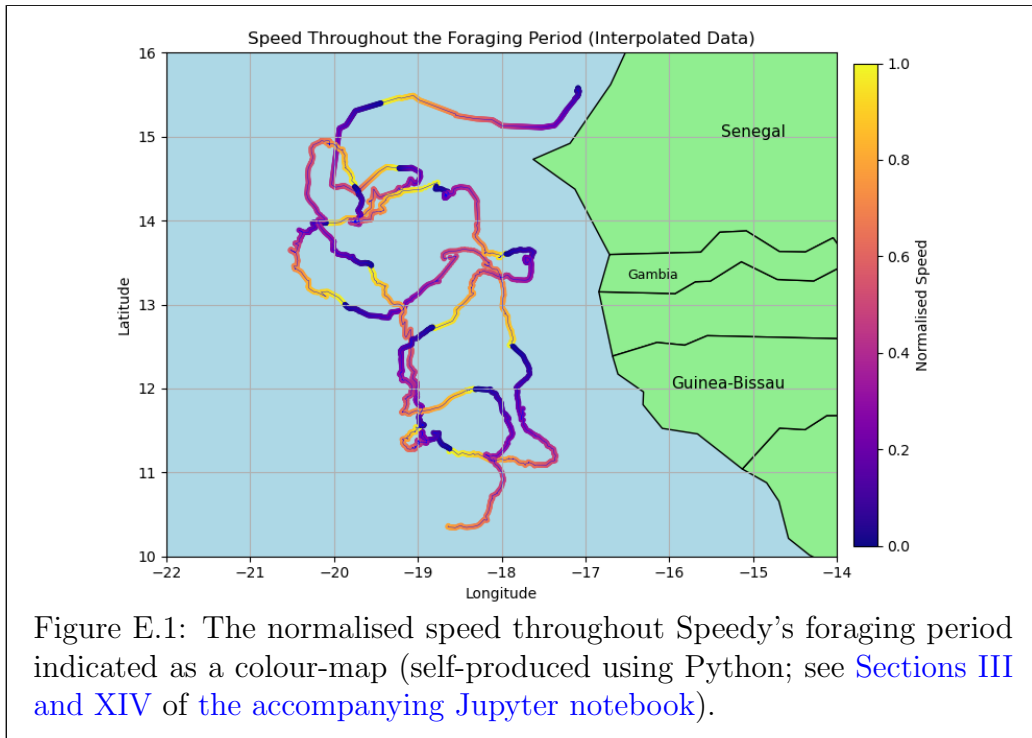 Speed Throughout the Foraging Period (Interpolated Data)
16
15
14
13
12
11
10
Latitude
−22
−21
−20
−19
−18
−17
−16
−15
−14
Longitude
Senegal
Gambia
Guinea-Bissau
1.0
0.8
0.6
0.4
0.2
0.0
Normalised Speed
Figure E.1: The normalised speed throughout Speedy's foraging period
indicated as a colour-map (self-produced using Python; see Sections III
and XIV of the accompanying Jupyter notebook).